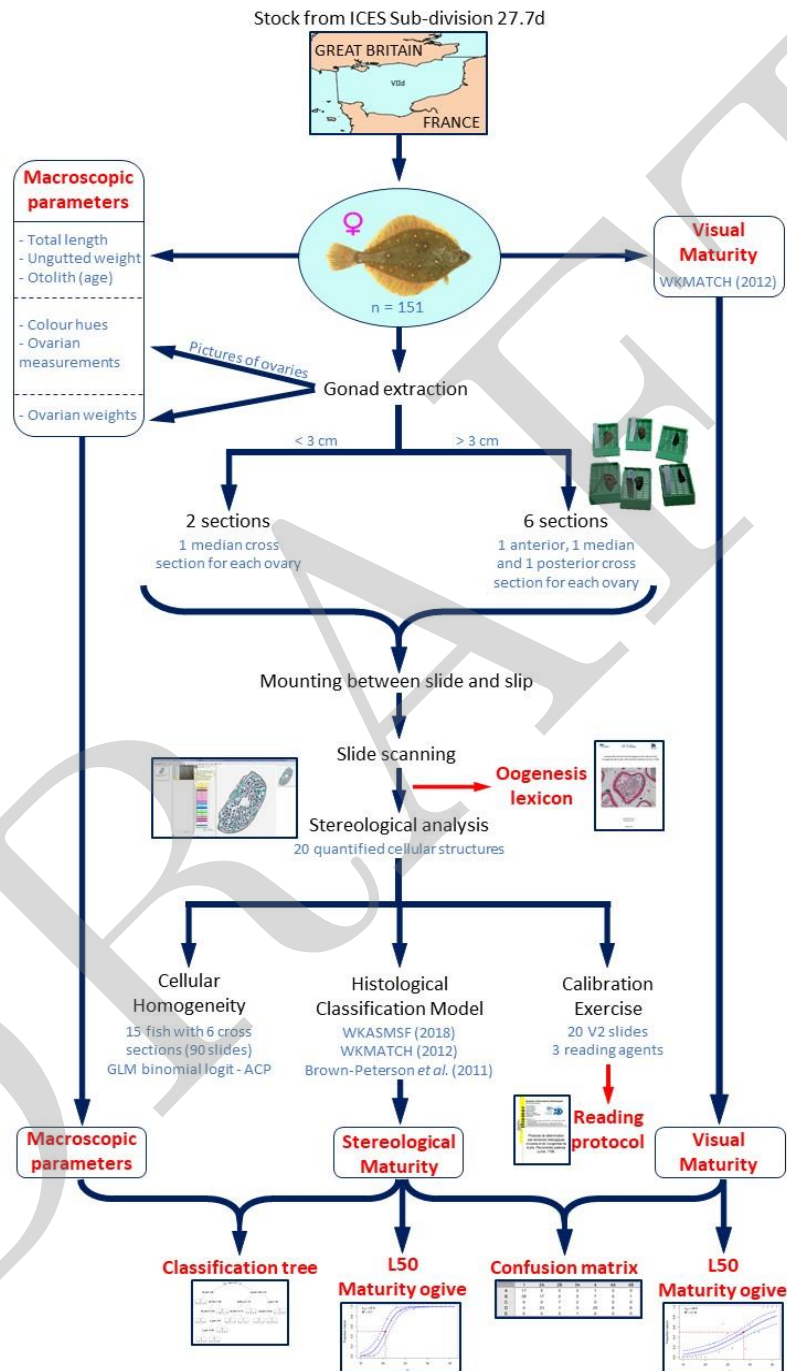 Stock from ICES Sub-division 27.7d
GREAT BRITAIN
VIId
FRANCE
Macroscopic
parameters
- Total length
- Ungutted weight
- Otolith (age)
- Colour hues
- Ovarian
measurements
- Ovarian weights
n = 151
Visual
Maturity
WKMATCH (2012)
Pictures of ovaries
Gonad extraction
< 3 cm
> 3 cm
2 sections
1 median cross
section for each ovary
6 sections
1 anterior, 1 median
and 1 posterior cross
section for each ovary
Mounting between slide and slip
Slide scanning
Oogenesis
lexicon
Stereological analysis
20 quantified cellular structures
Cellular
Homogeneity
15 fish with 6 cross
sections (90 slides)
GLM binomial logit - ACP
Histological
Classification Model
WKASMSF (2018)
WKMATCH (2012)
Brown-Peterson et al. (2011)
Calibration
Exercise
20 V2 slides
3 reading agents
Reading
protocol
Macroscopic
parameters
Stereological
Maturity
Visual
Maturity
Classification tree
L50
Maturity ogive
Confusion matrix
L50
Maturity ogive
DRAFT